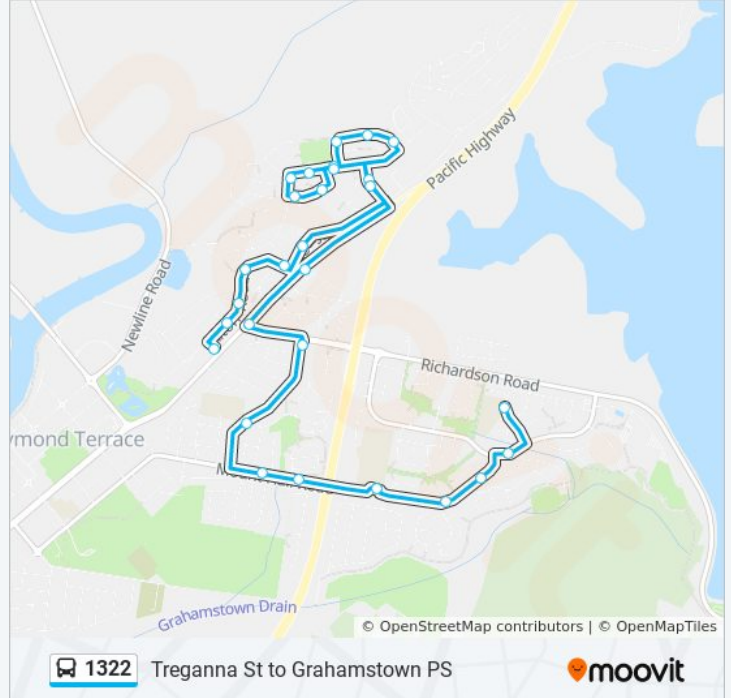 Pacific Highway
Newline Road
Richardson Road
ymond Terrace
Grahamstown Drain
© OpenStreetMap contributors | © OpenMapTiles
1322 Treganna St to Grahamstown PS
moovit